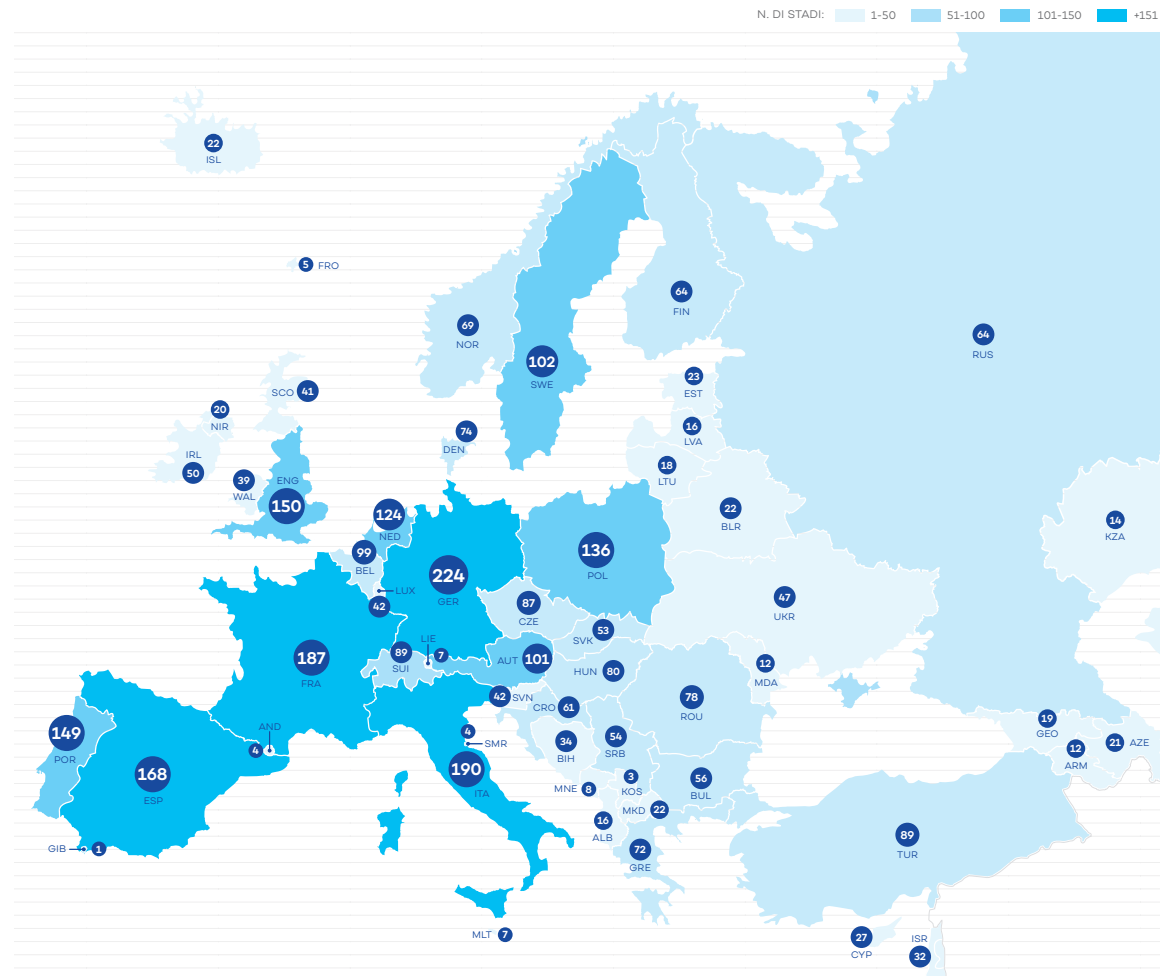 N. DI STADI: 1-50 51-100 101-150 +151
22
ISL
5 FRO
64
FIN
69
NOR
64
RUS
102
SWE
23
EST
SCO 41
20
NIR
16
LVA
74
DEN
IRL
50
18
LTU
39
WAL
ENG
150
22
BLR
124
NED
14
KZA
99
BEL
136
POL
224
GER
LUX
42
87
CZE
47
UKR
SVK 53
LIE
7
89
SUI
187
FRA
AUT 101
12
MDA
HUN 80
42 SVN
CRO 61
78
ROU
149
POR
AND
4
4
SMR
19
GEO
34
BIH
54
SRB
12
ARM
21 AZE
168
ESP
190
ITA
3
KOS
56
BUL
MNE 8
MKD 22
16
ALB
89
TUR
GIB 1
72
GRE
MLT 7
27
CYP
ISR
32